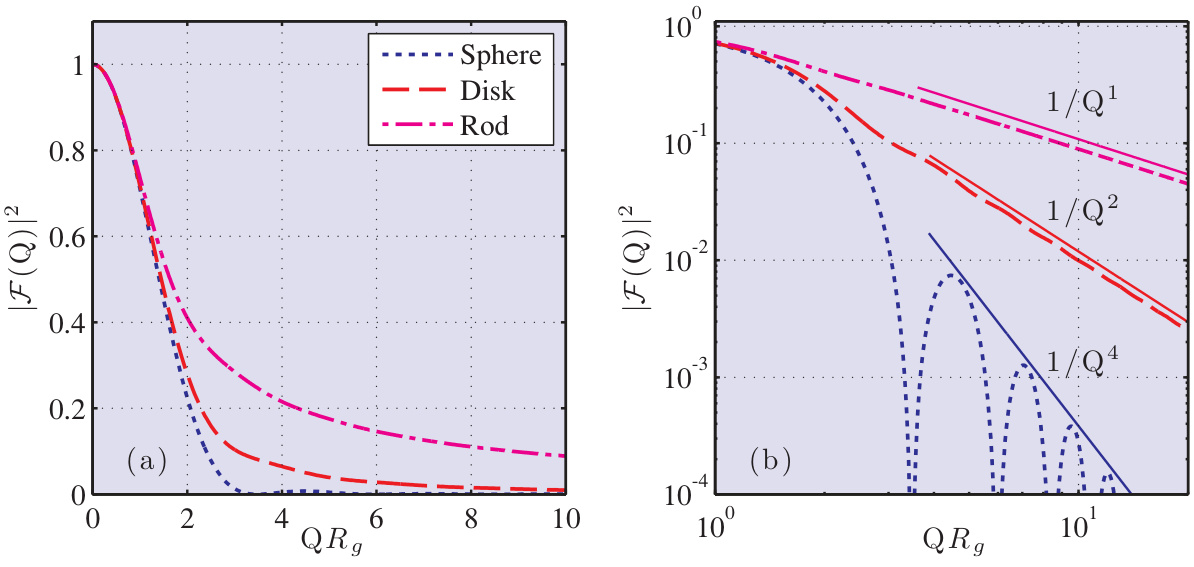 |ℱ(Q)|²
1
0.8
0.6
0.4
0.2
0
Sphere
Disk
Rod
(a)
0 2 4 6 8 10
QR_g
|ℱ(Q)|²
10⁰
10⁻¹
10⁻²
10⁻³
10⁻⁴
1/Q¹
1/Q²
1/Q⁴
(b)
10⁰ 10¹
QR_g